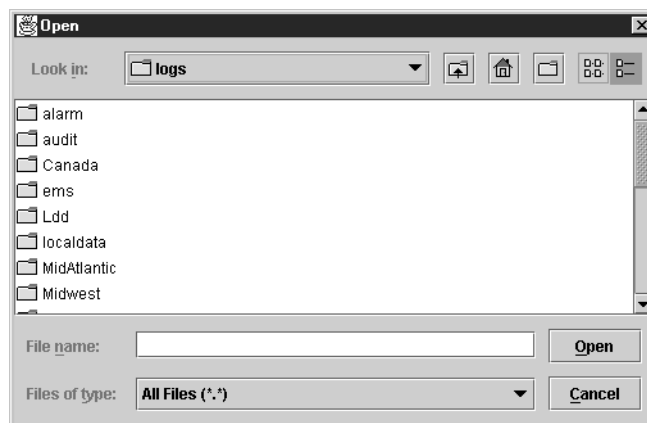 Open
Look in:
logs
alarm
audit
Canada
ems
Ldd
localdata
MidAtlantic
Midwest
File name:
Open
Files of type:
All Files (*.*)
Cancel